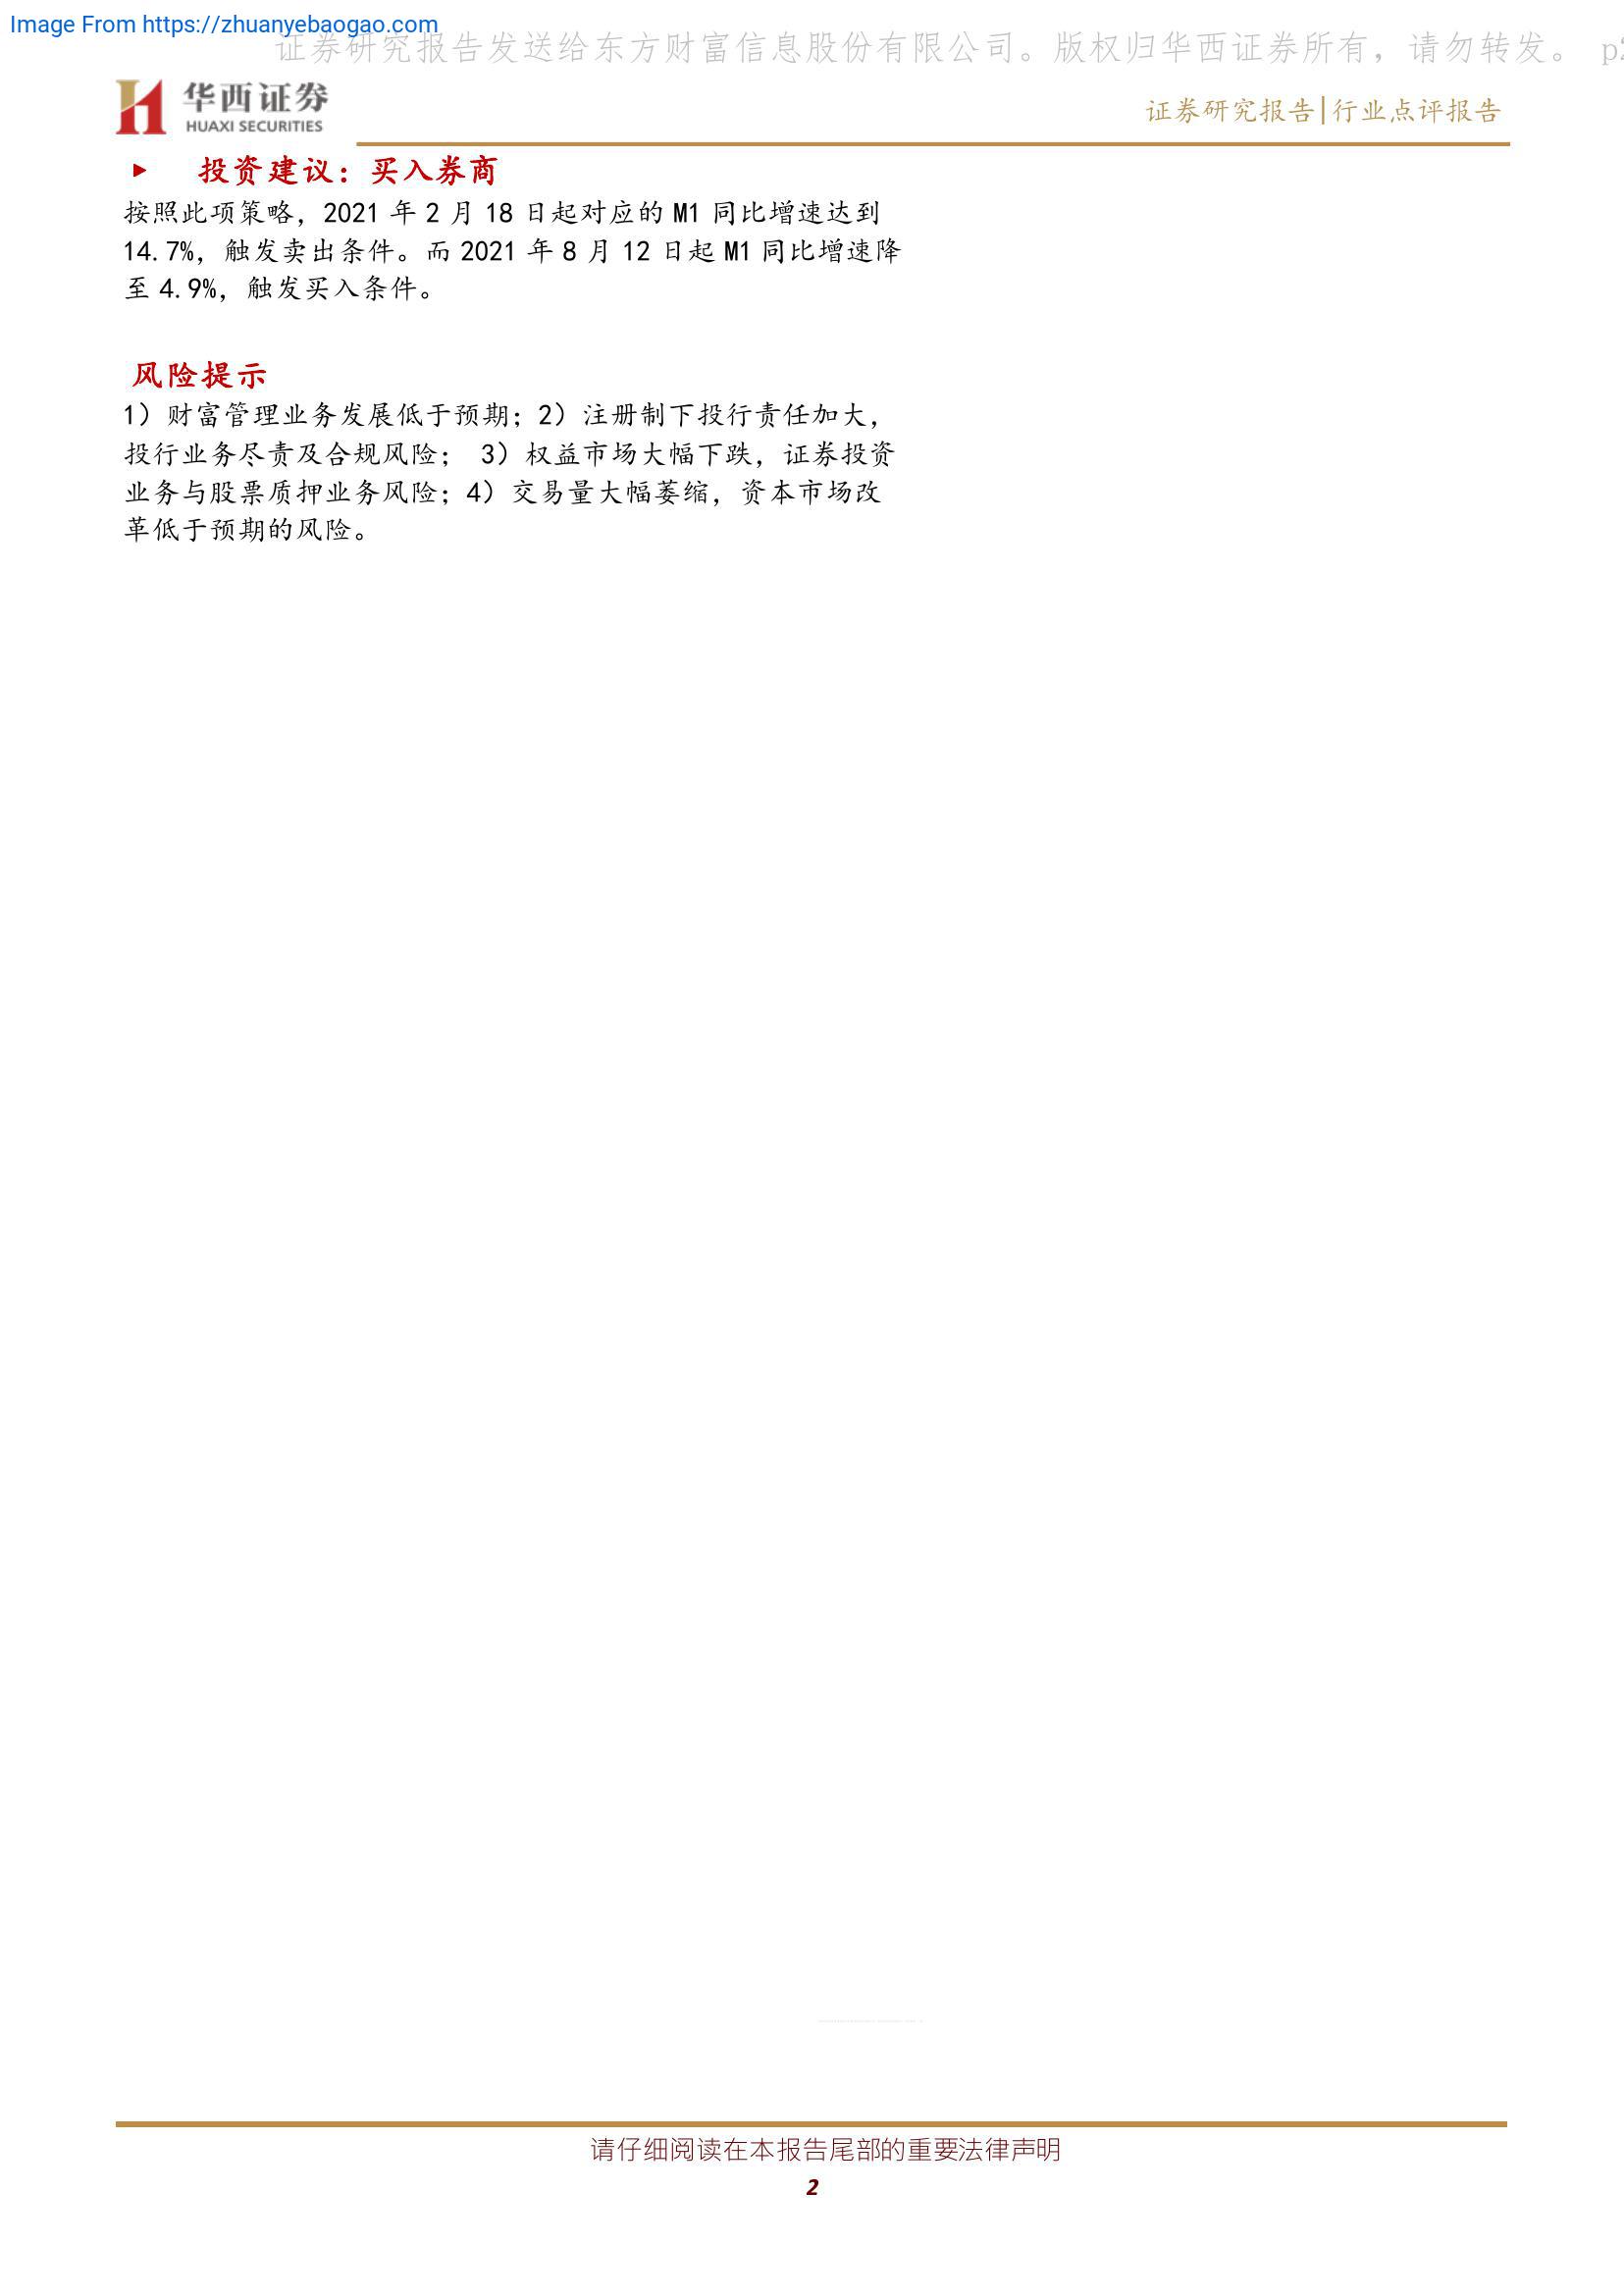 Image From https://zhuanyebaogao.com
证券研究报告发送给东方财富信息股份有限公司。版权归华西证券所有，请勿转发。 p2
华西证券
HUAXI SECURITIES
证券研究报告|行业点评报告
► 投资建议：买入券商
按照此项策略，2021 年 2 月 18 日起对应的 M1 同比增速达到
14.7%，触发卖出条件。而 2021 年 8 月 12 日起 M1 同比增速降
至 4.9%，触发买入条件。
风险提示
1）财富管理业务发展低于预期；2）注册制下投行责任加大，
投行业务尽责及合规风险； 3）权益市场大幅下跌，证券投资
业务与股票质押业务风险；4）交易量大幅萎缩，资本市场改
革低于预期的风险。
请仔细阅读在本报告尾部的重要法律声明
2